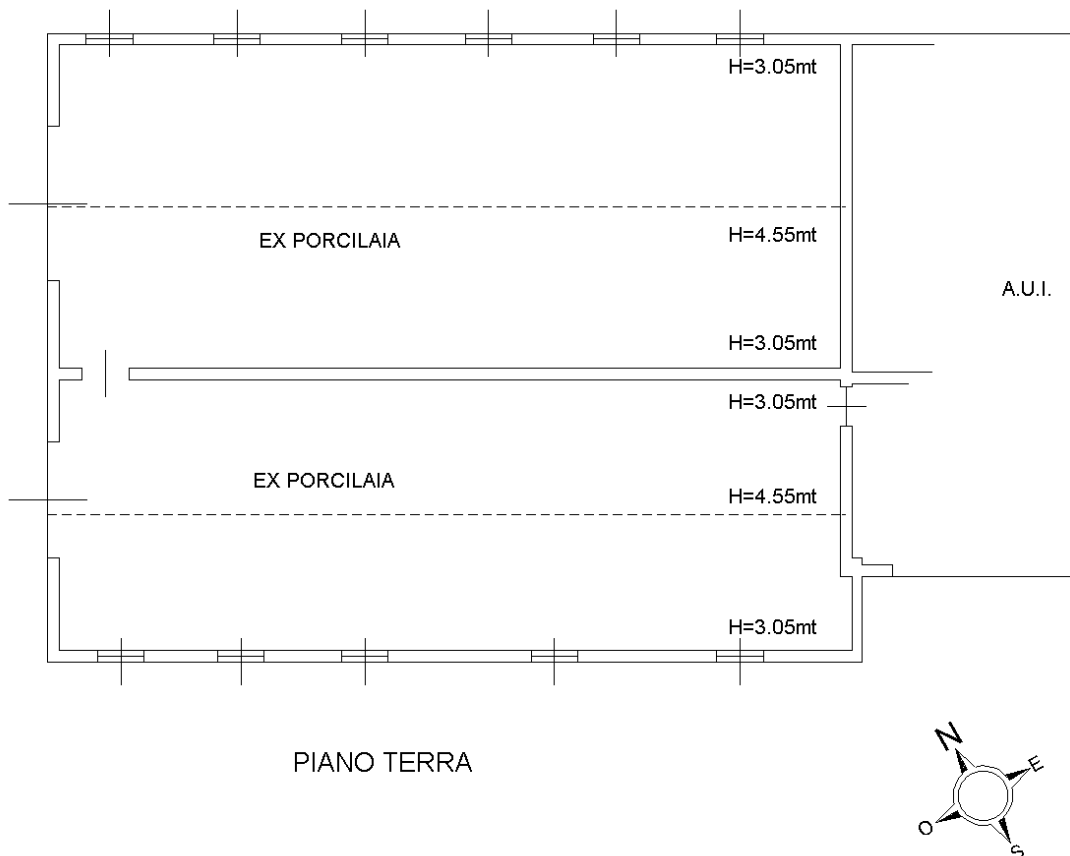 H=3.05mt
EX PORCILAIA
H=4.55mt
A.U.I.
H=3.05mt
H=3.05mt
EX PORCILAIA
H=4.55mt
H=3.05mt
PIANO TERRA
N
E
O
S